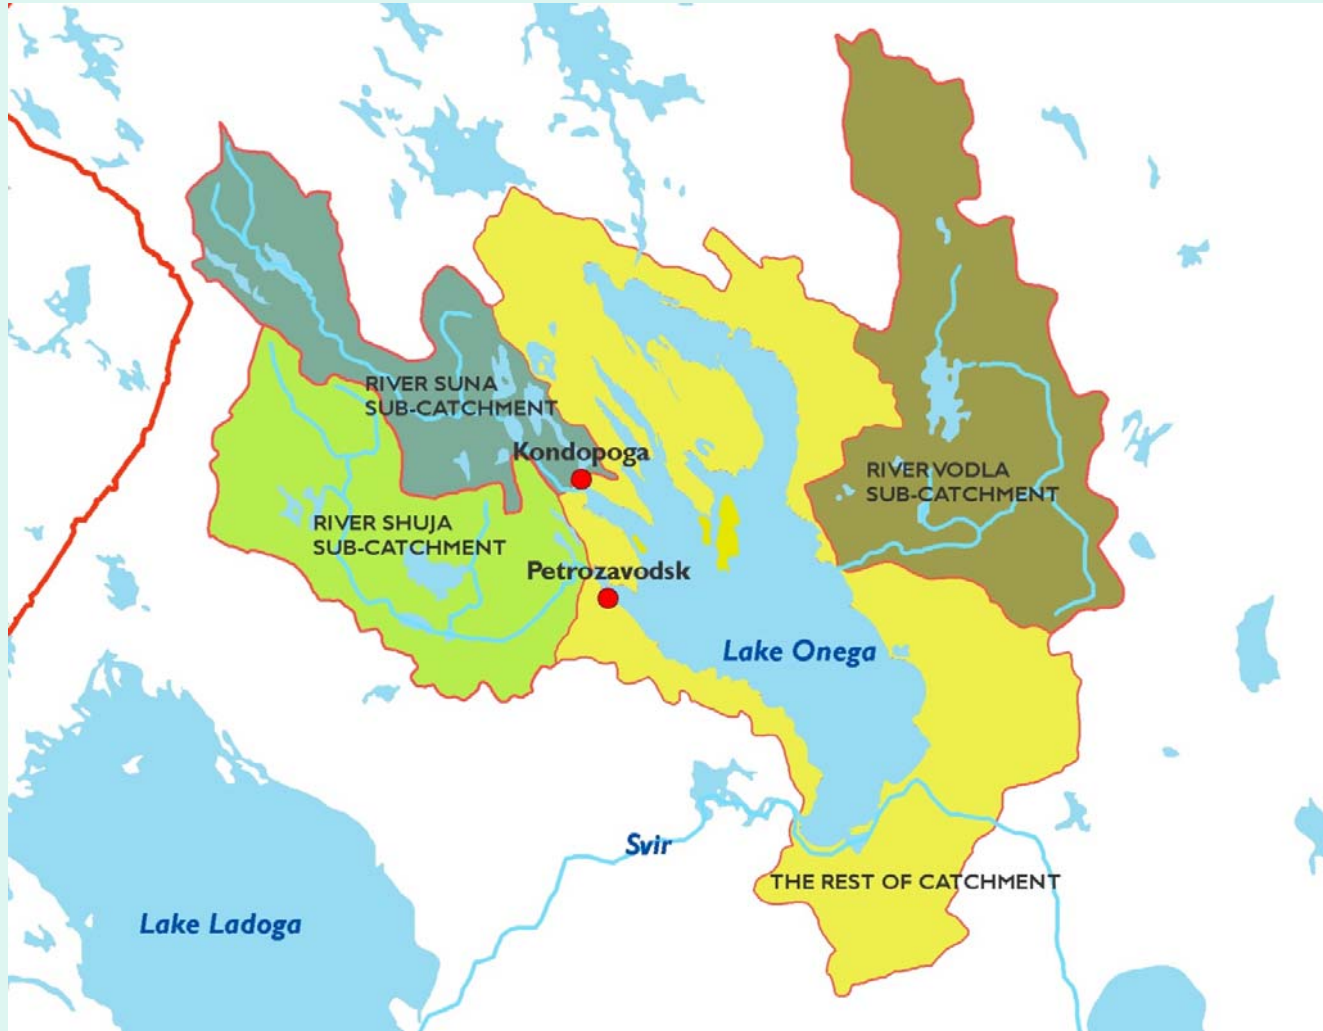 RIVER SUNA
SUB-CATCHMENT
Kondopoga
RIVER VODLA
SUB-CATCHMENT
RIVER SHUJA
SUB-CATCHMENT
Petrozavodsk
Lake Onega
Svir
THE REST OF CATCHMENT
Lake Ladoga